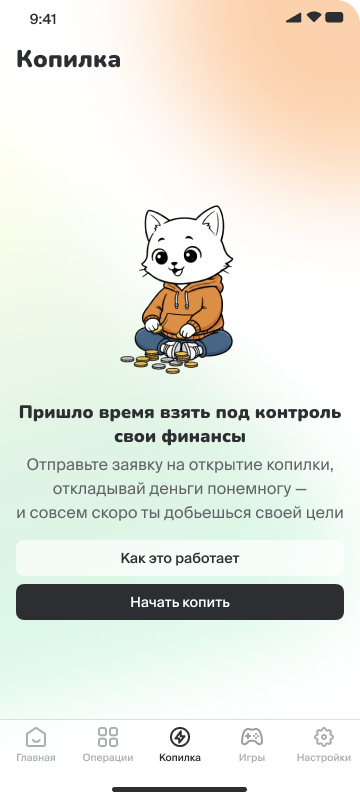 9:41
Копилка
Пришло время взять под контроль
свои финансы
Отправьте заявку на открытие копилки,
откладывай деньги понемногу —
и совсем скоро ты добьешься своей цели
Как это работает
Начать копить
Главная
Операции
Копилка
Игры
Настройки